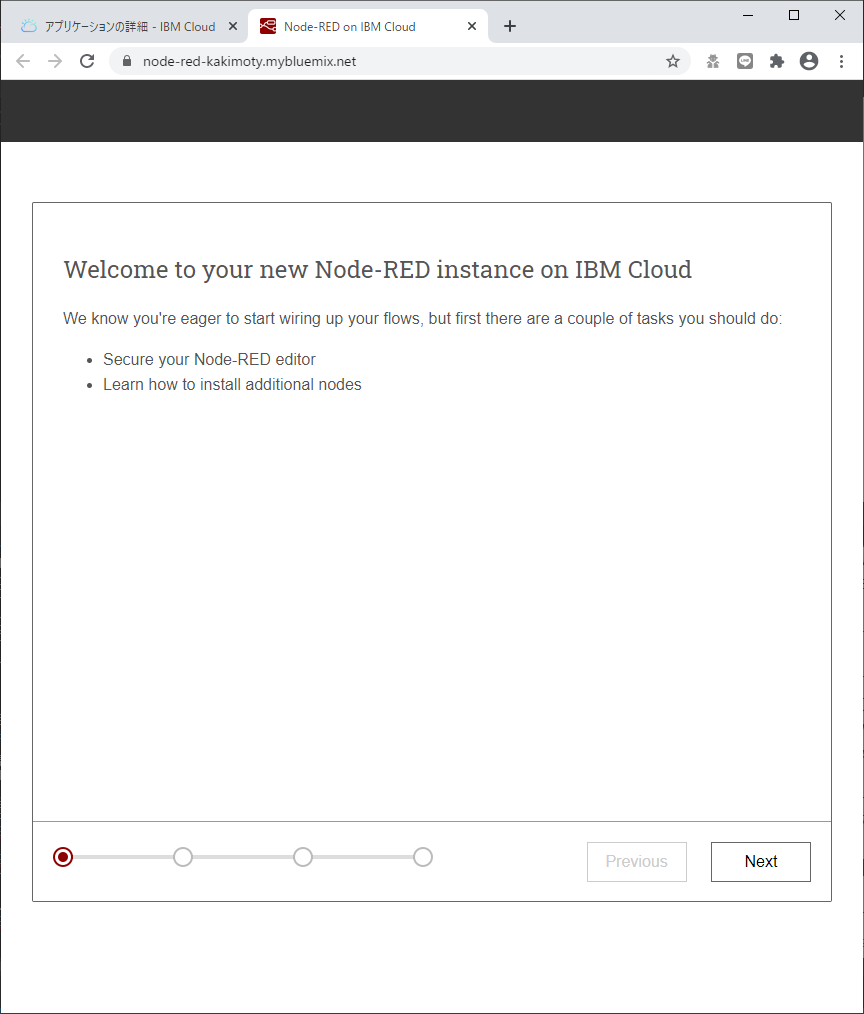 アプリケーションの詳細 - IBM Cloud
Node-RED on IBM Cloud
node-red-kakimoty.mybluemix.net
Welcome to your new Node-RED instance on IBM Cloud
We know you're eager to start wiring up your flows, but first there are a couple of tasks you should do:
Secure your Node-RED editor
Learn how to install additional nodes
Previous
Next